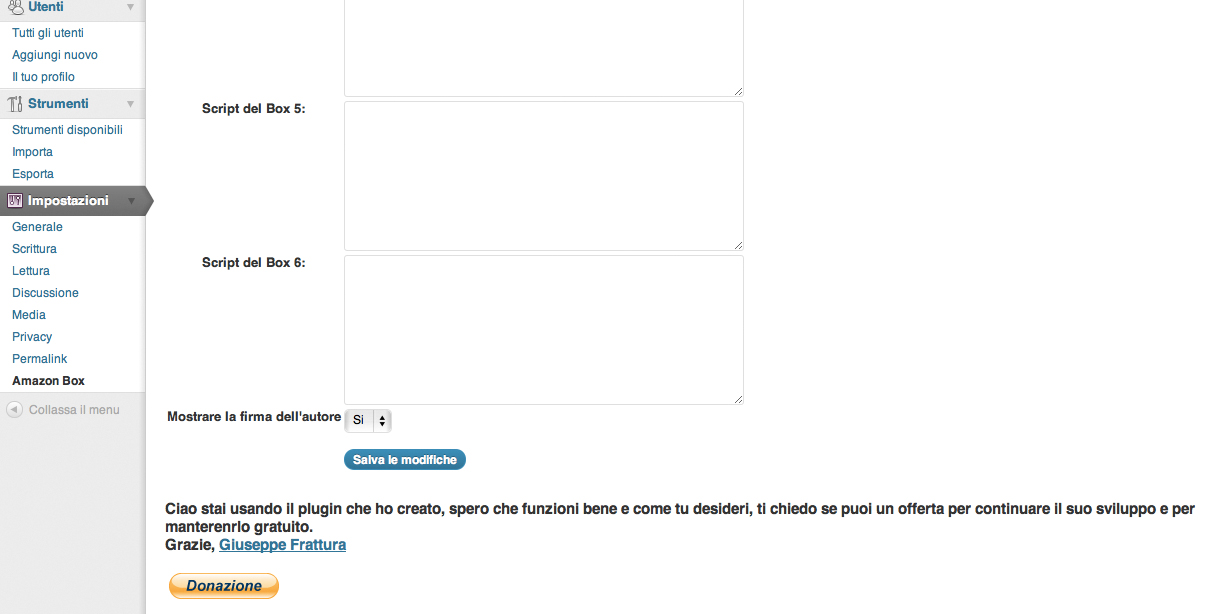 Utenti
Tutti gli utenti
Aggiungi nuovo
Il tuo profilo
Strumenti
Strumenti disponibili
Importa
Esporta
Impostazioni
Generale
Scrittura
Lettura
Discussione
Media
Privacy
Permalink
Amazon Box
Collassa il menu
Script del Box 5:
Script del Box 6:
Mostrare la firma dell'autore Si
Salva le modifiche
Ciao stai usando il plugin che ho creato, spero che funzioni bene e come tu desideri, ti chiedo se puoi un offerta per continuare il suo sviluppo e per
manterenrlo gratuito.
Grazie, Giuseppe Frattura
Donazione